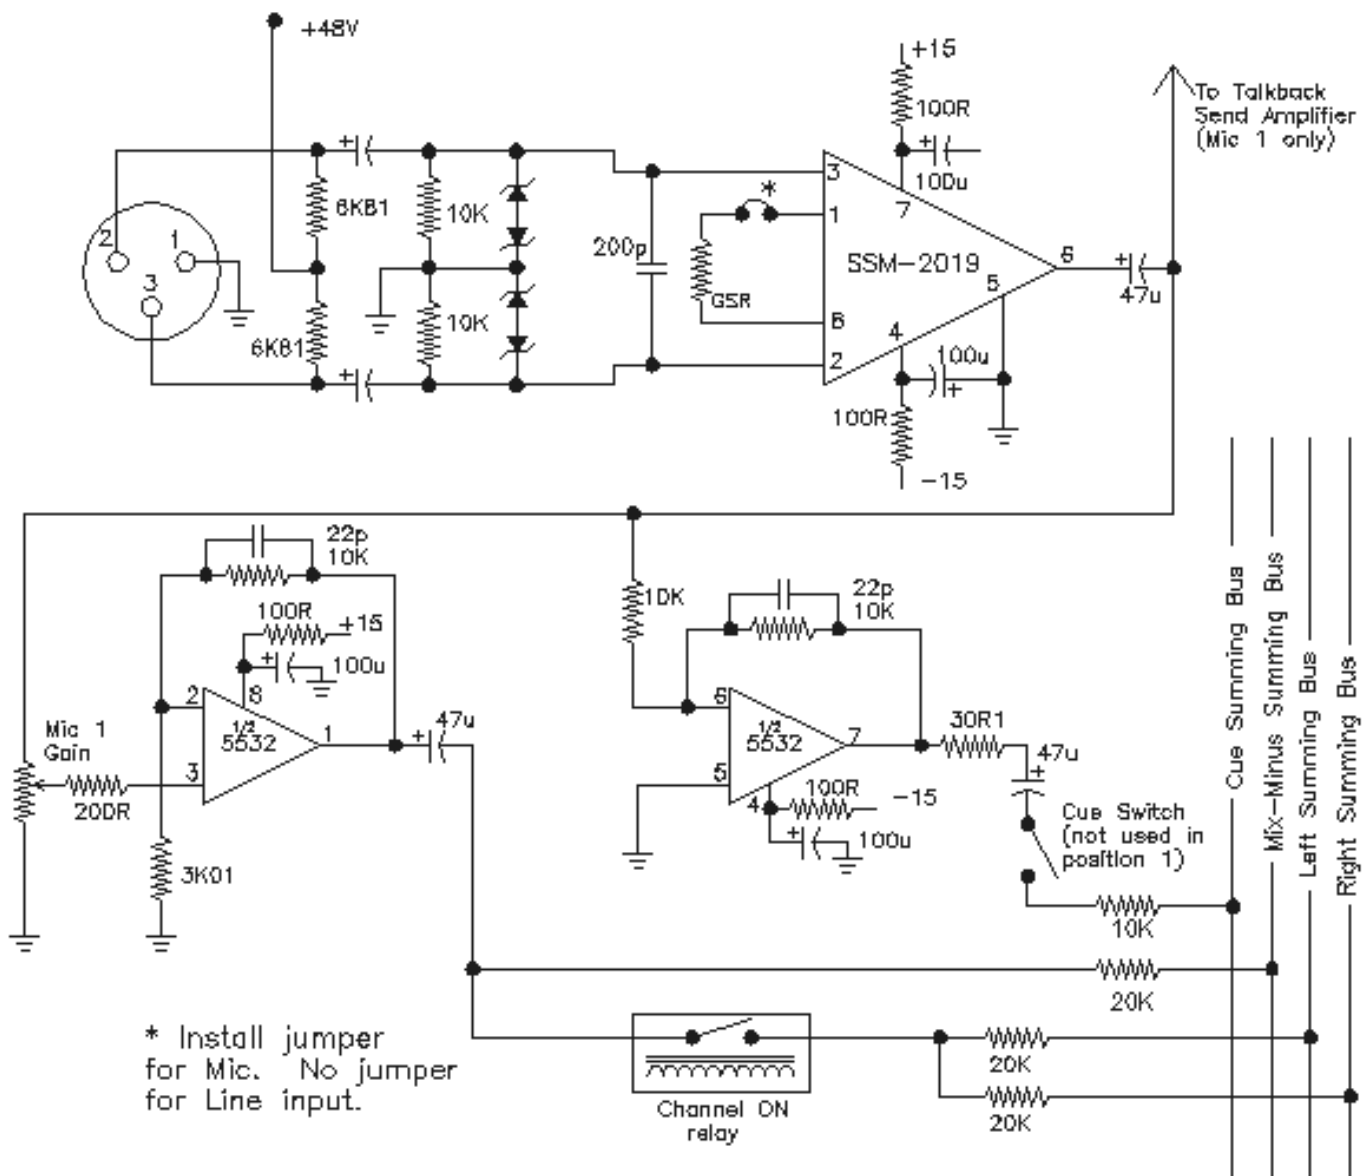 +48V
+15
100R
+
100u
To Talkback
Send Amplifier
(Mic 1 only)
+
6K81
10K
3
*
1
7
2
1
3
200p
GSR
SSM-2019
6
+
47u
5
6K81
10K
8
4
100u
2
+
+
100R
-15
22p
10K
100R
+15
+
100u
10K
22p
10K
2
8
1/2
5532
1
+
47u
Mic 1
Gain
3
200R
3K01
6
1/2
5532
7
30R1
47u
+
5
4
100R
-15
+
100u
Cue Switch
(not used in
position 1)
10K
20K
20K
20K
Cue Summing Bus
Mix-Minus Summing Bus
Left Summing Bus
Right Summing Bus
* Install jumper
for Mic. No jumper
for Line input.
Channel ON
relay